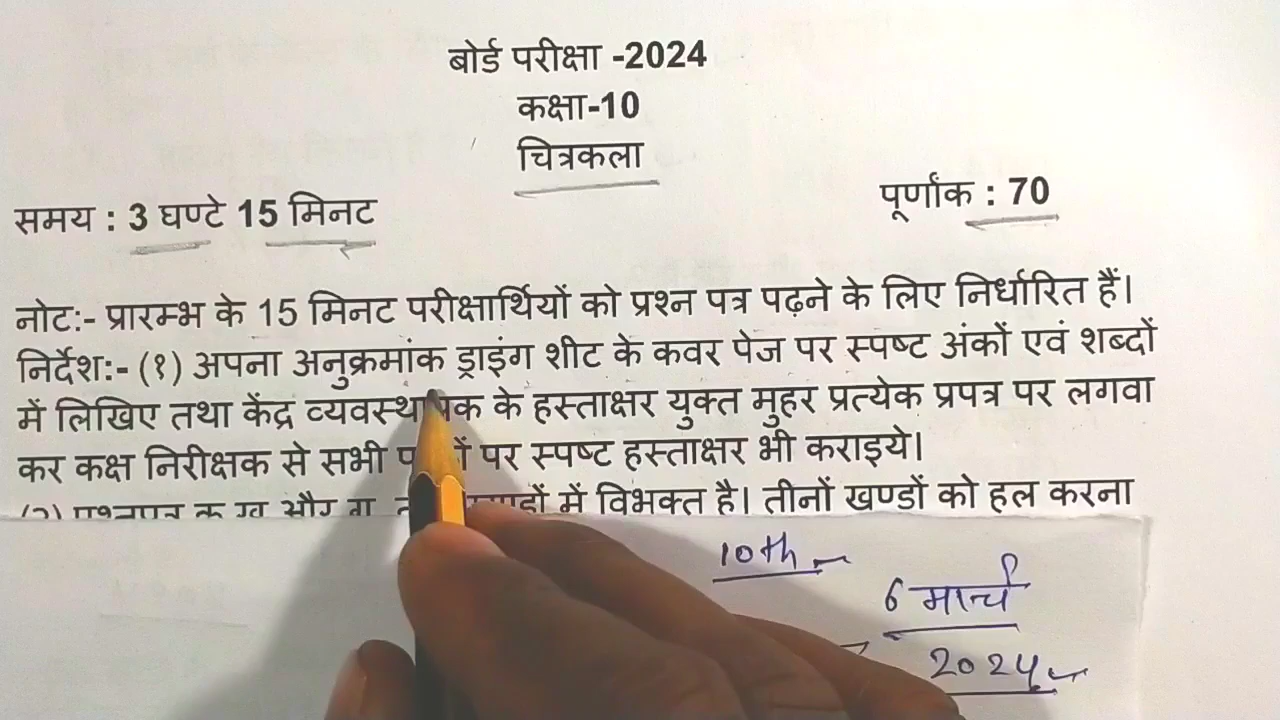 बोर्ड परीक्षा -2024
कक्षा-10
चित्रकला
समय : 3 घण्टे 15 मिनट
पूर्णांक : 70
नोटः- प्रारम्भ के 15 मिनट परीक्षार्थियों को प्रश्न पत्र पढ़ने के लिए निर्धारित हैं।
निर्देशः- (१) अपना अनुक्रमांक ड्राइंग शीट के कवर पेज पर स्पष्ट अंकों एवं शब्दों
में लिखिए तथा केंद्र व्यवस्थापक के हस्ताक्षर युक्त मुहर प्रत्येक प्रपत्र पर लगवा
कर कक्ष निरीक्षक से सभी पर स्पष्ट हस्ताक्षर भी कराइये।
में विभक्त है। तीनों खण्डों को हल करना
10th
6 मार्च
2024